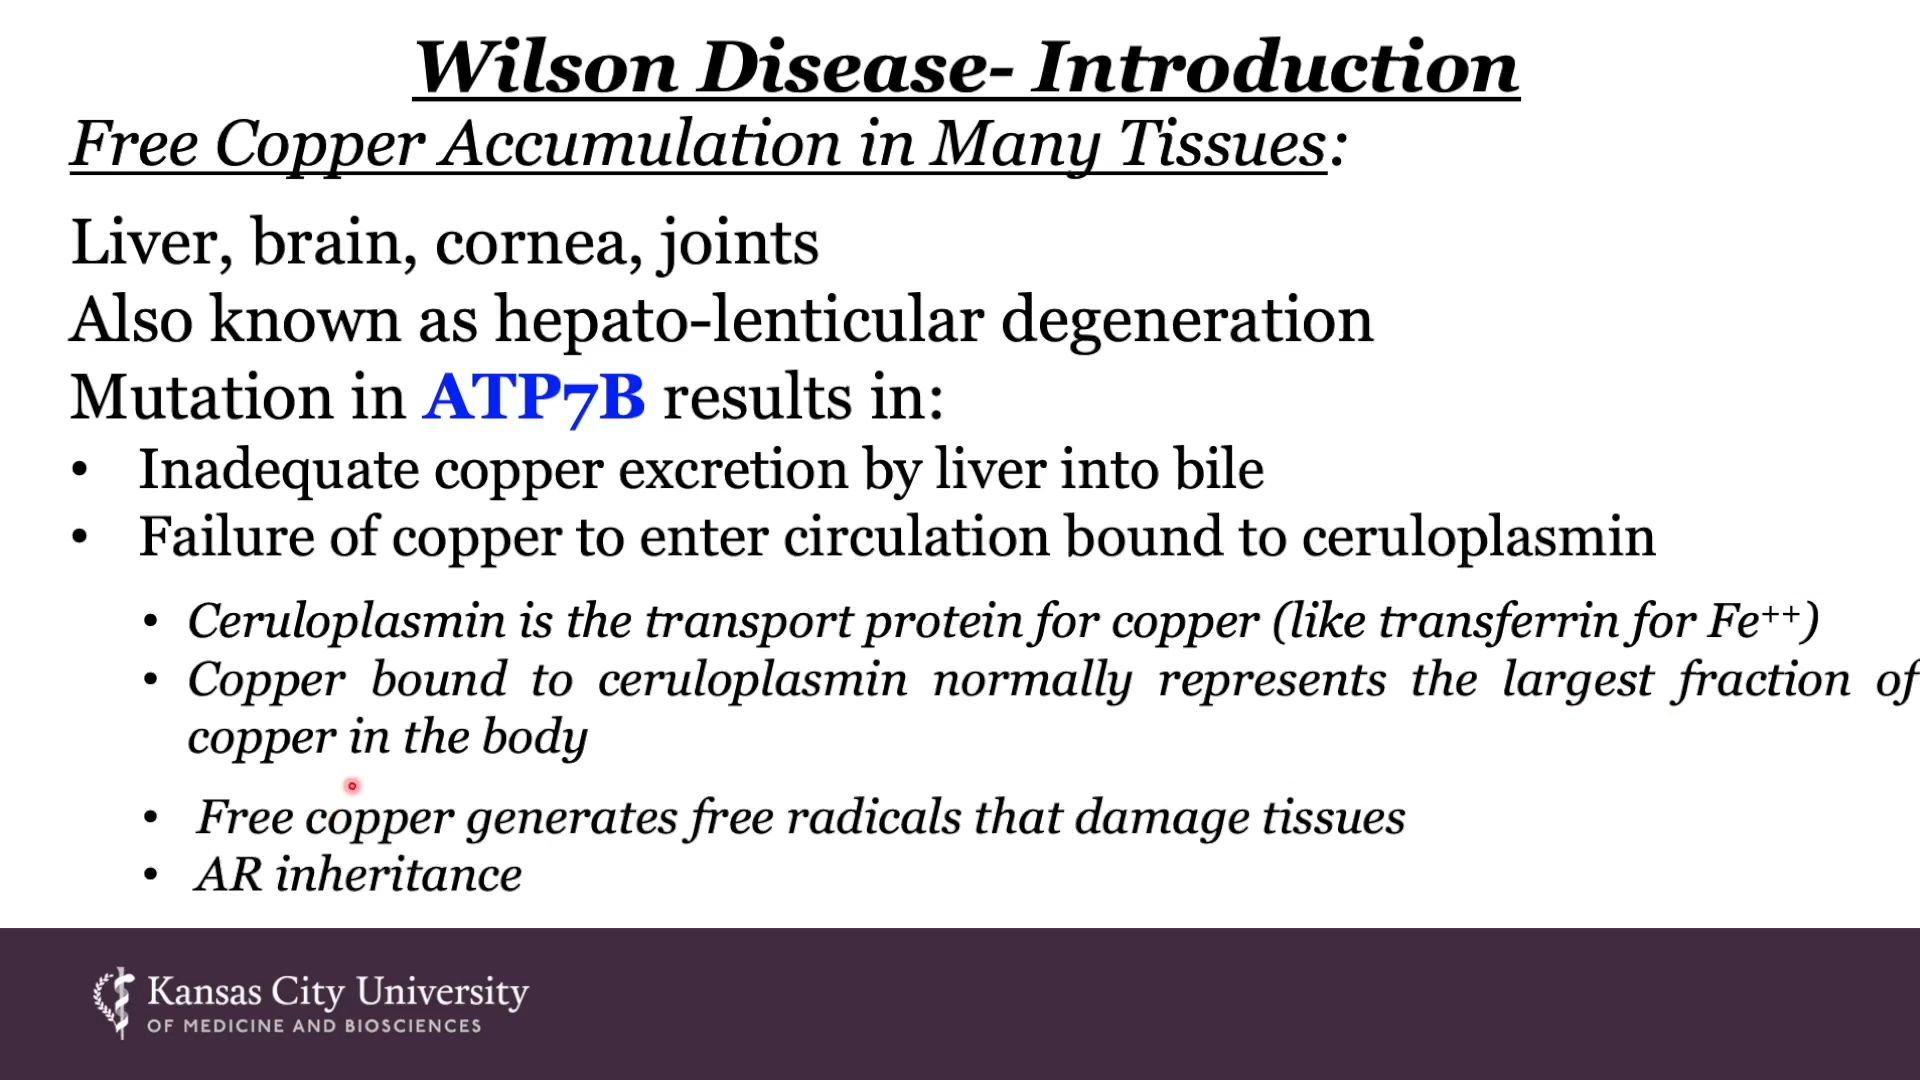 Wilson Disease- Introduction
Free Copper Accumulation in Many Tissues:
Liver, brain, cornea, joints
Also known as hepato-lenticular degeneration
Mutation in ATP7B results in:
• Inadequate copper excretion by liver into bile
• Failure of copper to enter circulation bound to ceruloplasmin
• Ceruloplasmin is the transport protein for copper (like transferrin for Fe⁺⁺)
• Copper bound to ceruloplasmin normally represents the largest fraction of
copper in the body
• Free copper generates free radicals that damage tissues
• AR inheritance
Kansas City University
OF MEDICINE AND BIOSCIENCES